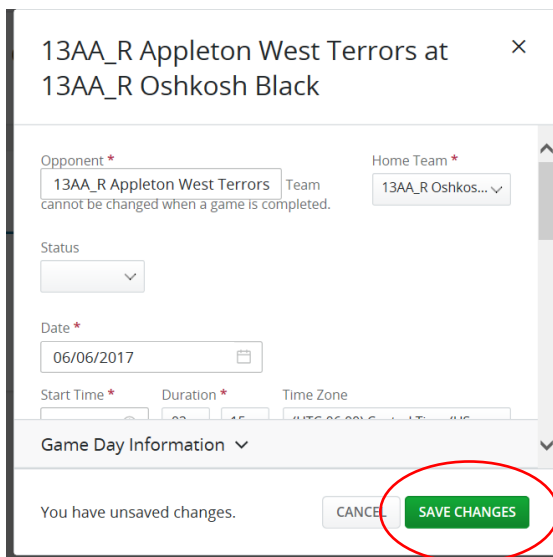 13AA_R Appleton West Terrors at
13AA_R Oshkosh Black
Opponent * Home Team *
13AA_R Appleton West Terrors Team 13AA_R Oshkos...
cannot be changed when a game is completed.
Status
Date *
06/06/2017
Start Time * Duration * Time Zone
Game Day Information
You have unsaved changes. CANCEL SAVE CHANGES